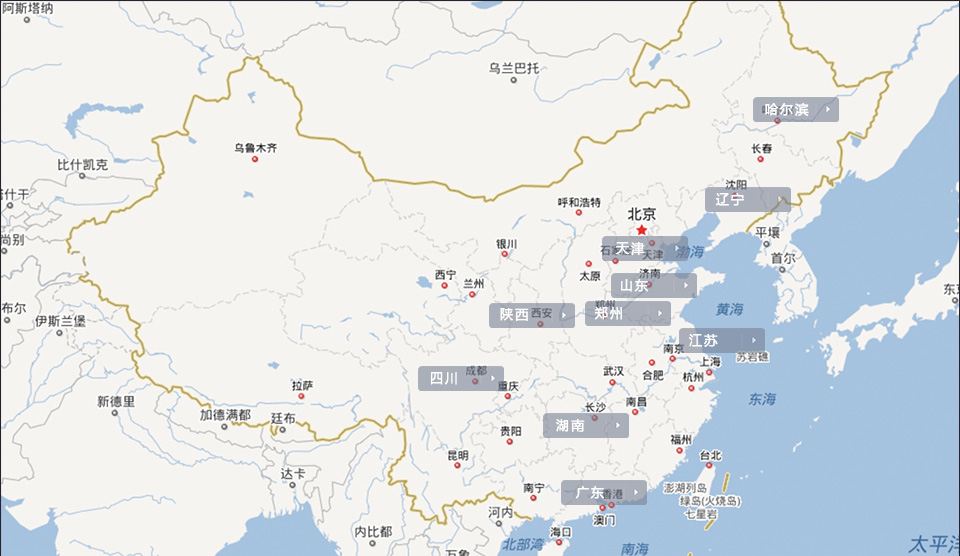 阿斯塔纳
乌兰巴托
哈尔滨
长春
乌鲁木齐
比什凯克
沈阳
辽宁
塔什干
呼和浩特
北京
平壤
尚别
银川
天津
天津
渤海
首尔
太原
济南
西宁
兰州
山东
布尔
伊斯兰堡
陕西
西安
郑州
郑州
黄海
江苏
南京
苏岩礁
上海
合肥
四川
成都
重庆
武汉
杭州
拉萨
新德里
东海
加德满都
廷布
长沙
南昌
湖南
贵阳
福州
昆明
台北
达卡
南宁
广东
香港
澎湖列岛
绿岛(火烧岛)
七星岩
河内
澳门
内比都
海口
北部湾
南海
万象
太平洋